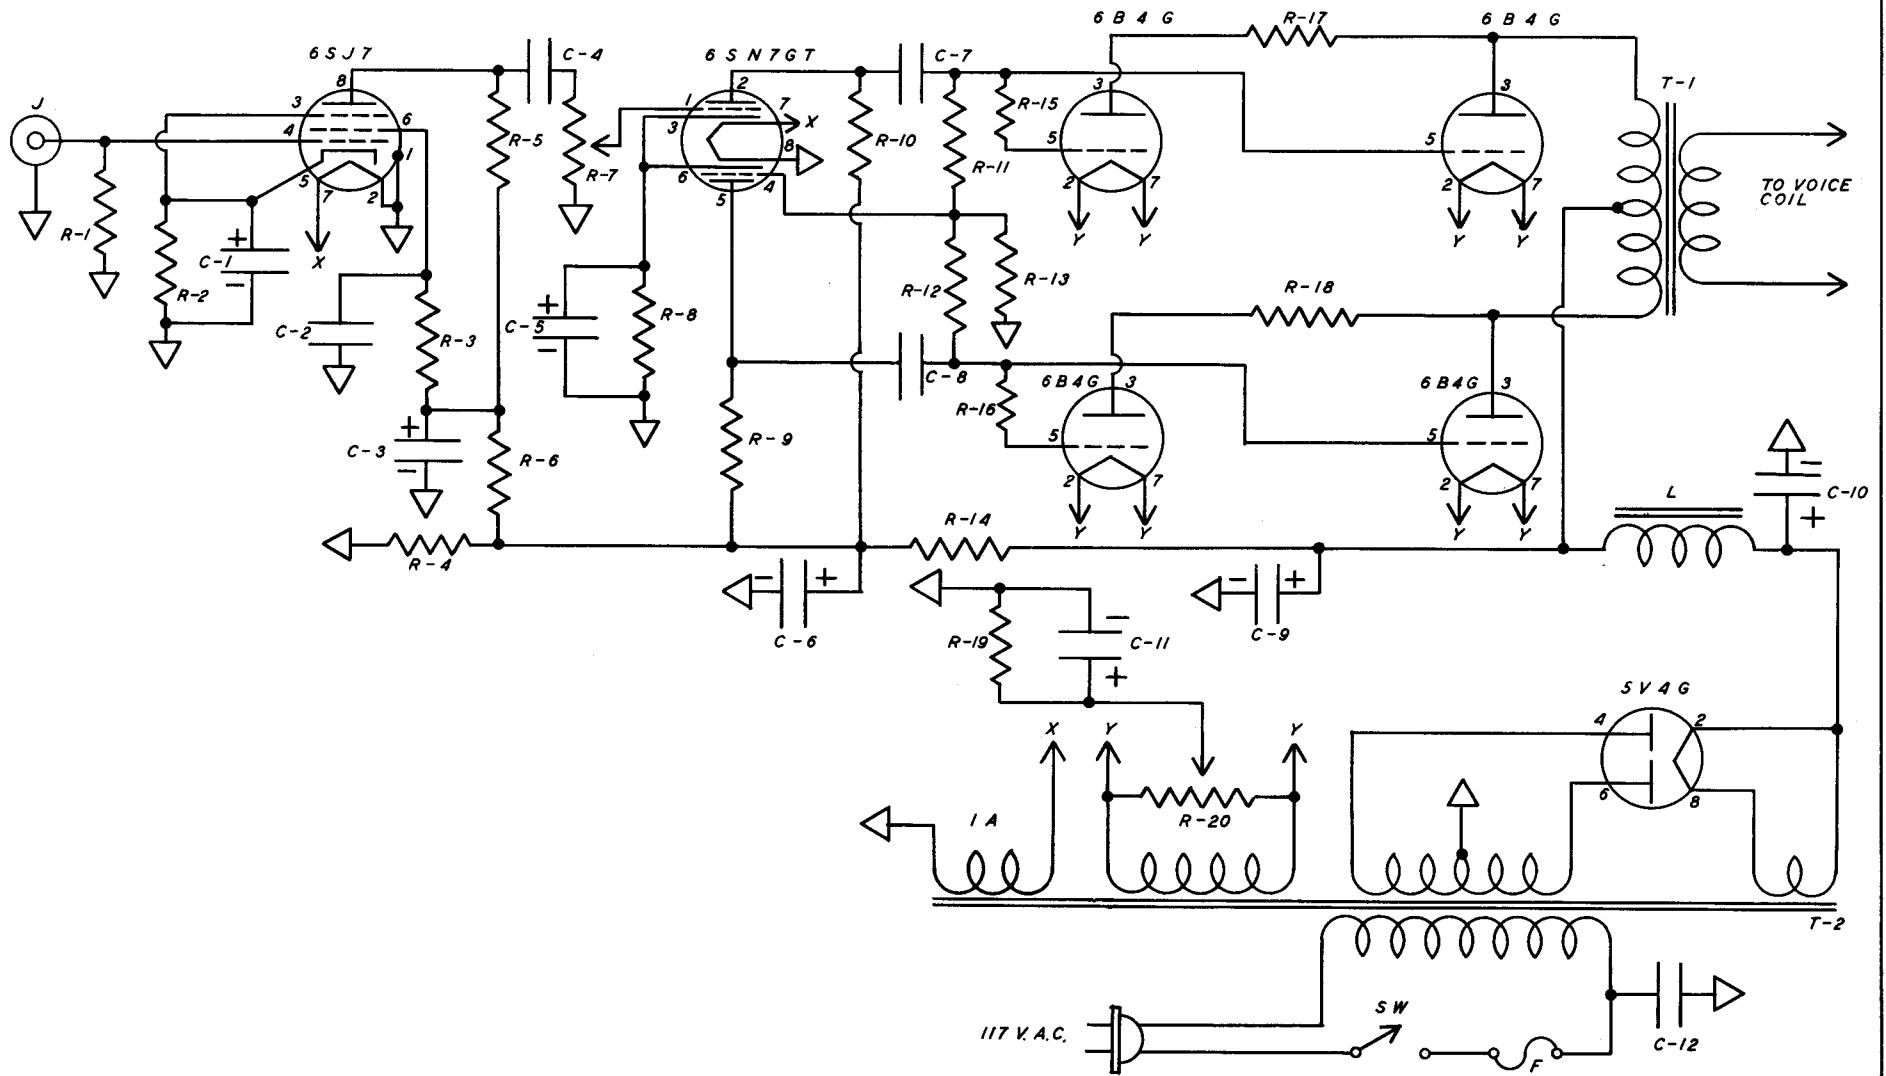 J
6SJ7
8
3
4
6
1
5
7
2
X
R-1
R-2
C-1
+
−
C-2
R-3
C-3
+
−
R-4
R-5
R-6
C-4
R-7
6SN7GT
2
1
3
7
X
8
6
4
5
C-5
+
−
R-8
R-9
C-7
R-10
R-11
R-12
R-13
C-8
R-15
R-16
6B4G
3
5
2
7
Y
Y
R-17
6B4G
3
5
2
7
Y
Y
T-1
TO VOICE
COIL
R-18
6B4G
3
5
2
7
Y
Y
6B4G
3
5
2
7
Y
Y
R-14
−
+
C-6
−
+
C-9
L
−
C-10
+
R-19
−
C-11
+
X
Y
Y
1A
R-20
5V4G
4
2
6
8
T-2
117 V.A.C.
SW
F
C-12